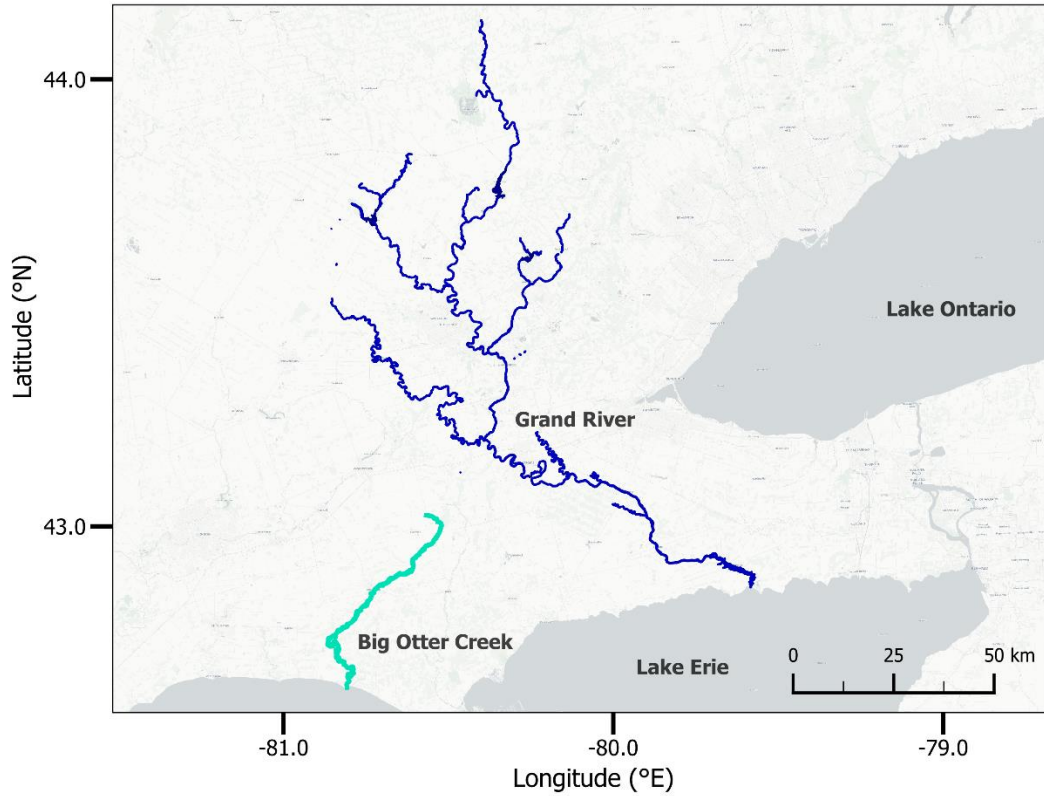 44.0
Latitude (°N)
Lake Ontario
Grand River
43.0
Big Otter Creek
Lake Erie
0 25 50 km
-81.0 -80.0 -79.0
Longitude (°E)